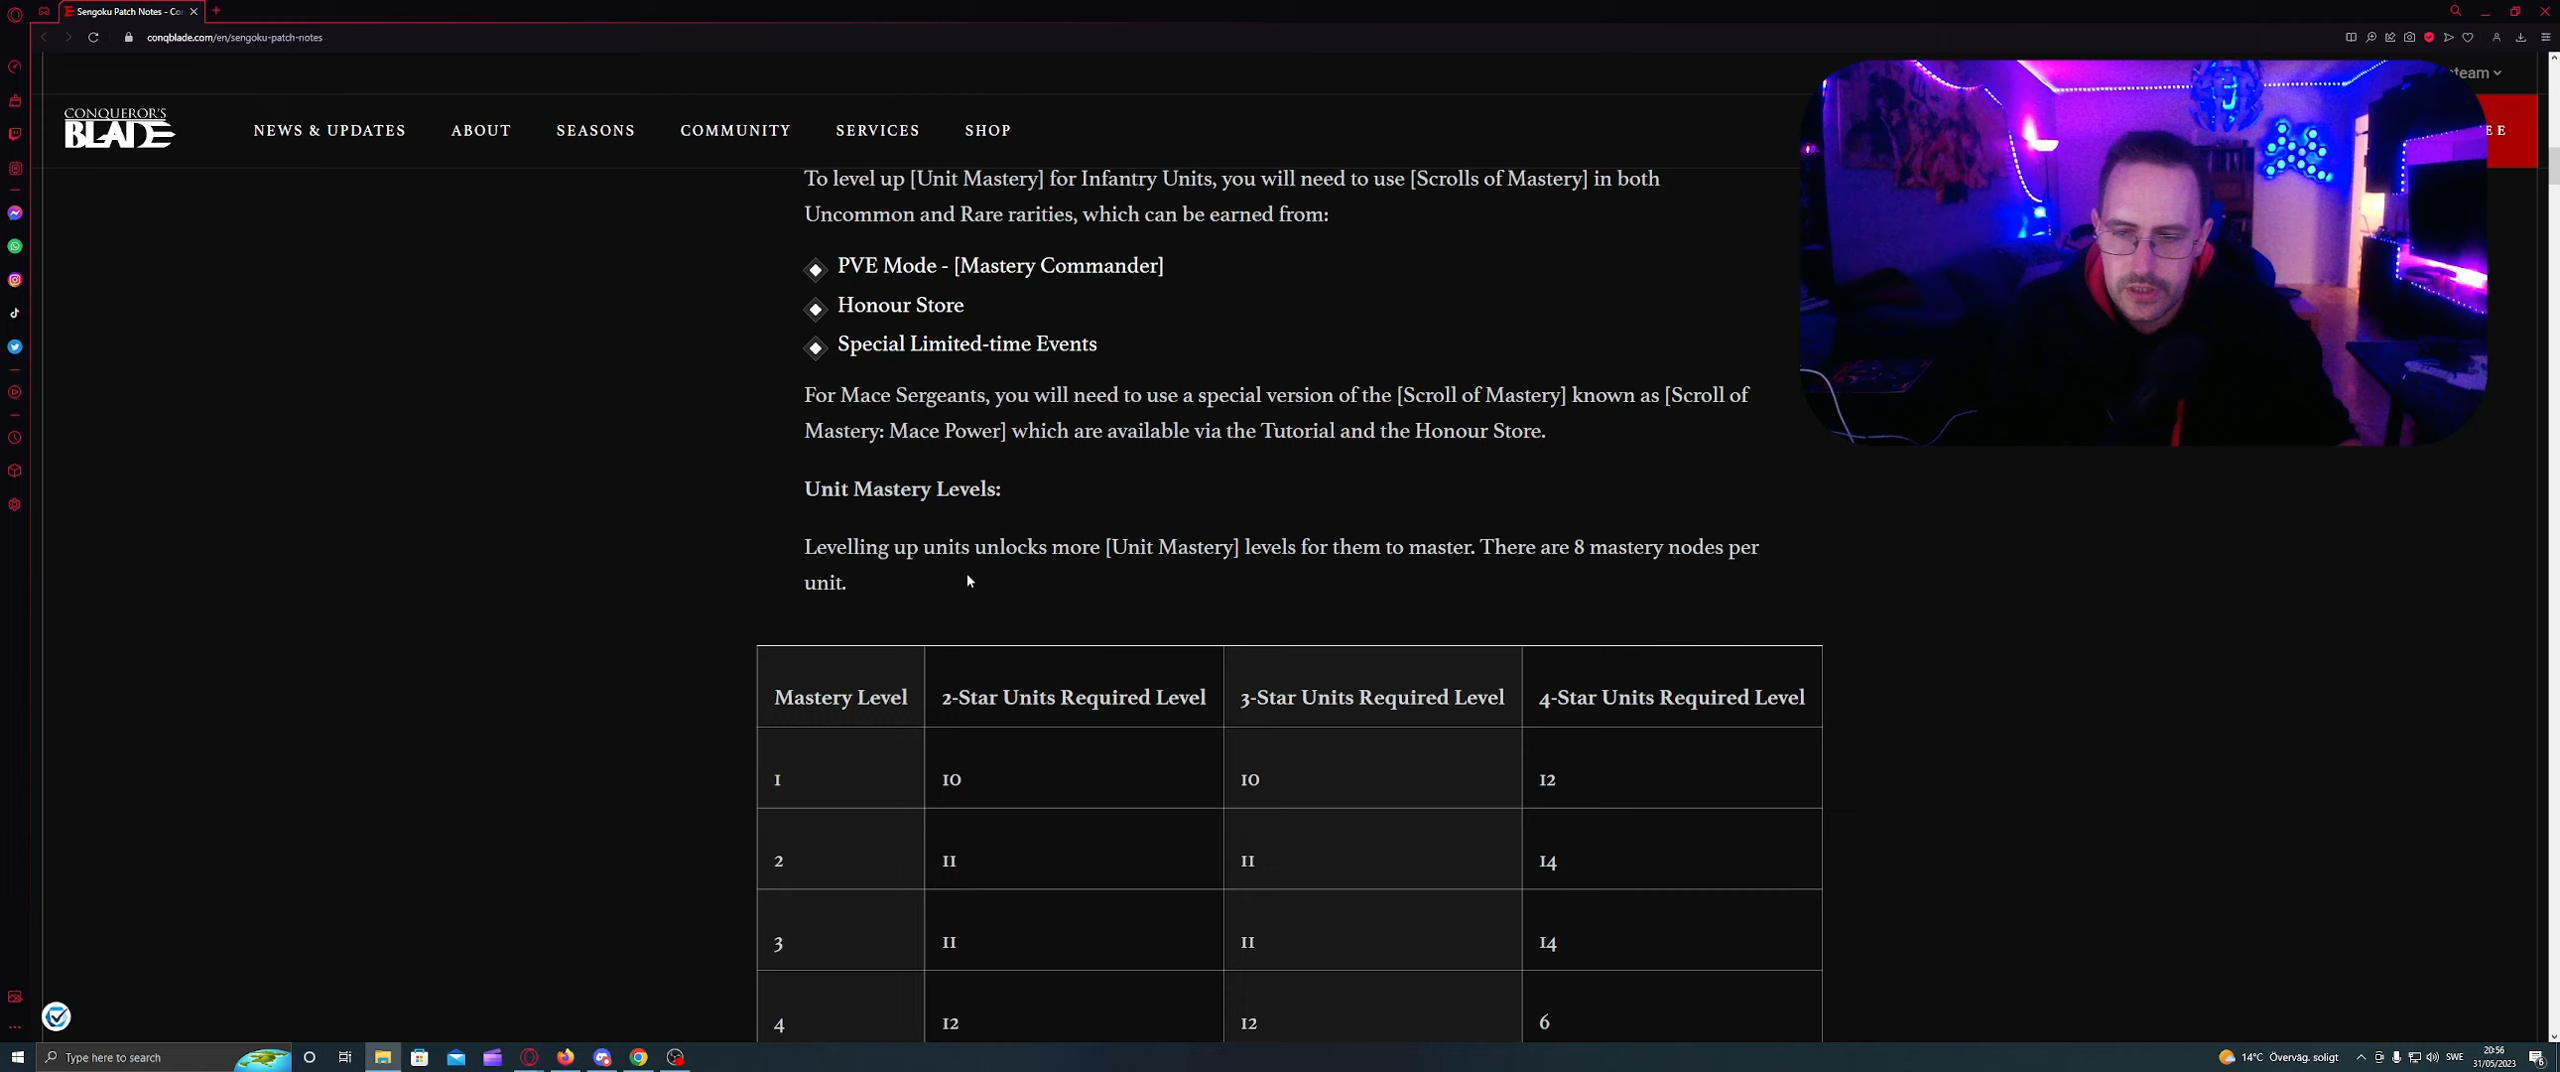 Sengoku Patch Notes - Co
conqblade.com/en/sengoku-patch-notes
team
CONQUEROR'S
BLADE
NEWS & UPDATES
ABOUT
SEASONS
COMMUNITY
SERVICES
SHOP
EE
To level up [Unit Mastery] for Infantry Units, you will need to use [Scrolls of Mastery] in both
Uncommon and Rare rarities, which can be earned from:
PVE Mode - [Mastery Commander]
Honour Store
Special Limited-time Events
For Mace Sergeants, you will need to use a special version of the [Scroll of Mastery] known as [Scroll of
Mastery: Mace Power] which are available via the Tutorial and the Honour Store.
Unit Mastery Levels:
Levelling up units unlocks more [Unit Mastery] levels for them to master. There are 8 mastery nodes per
unit.
Mastery Level 2-Star Units Required Level 3-Star Units Required Level 4-Star Units Required Level
1 10 10 12
2 11 11 14
3 11 11 14
4 12 12 6
Type here to search
14°C Överväg. soligt
SWE
20:56
31/05/2023
6